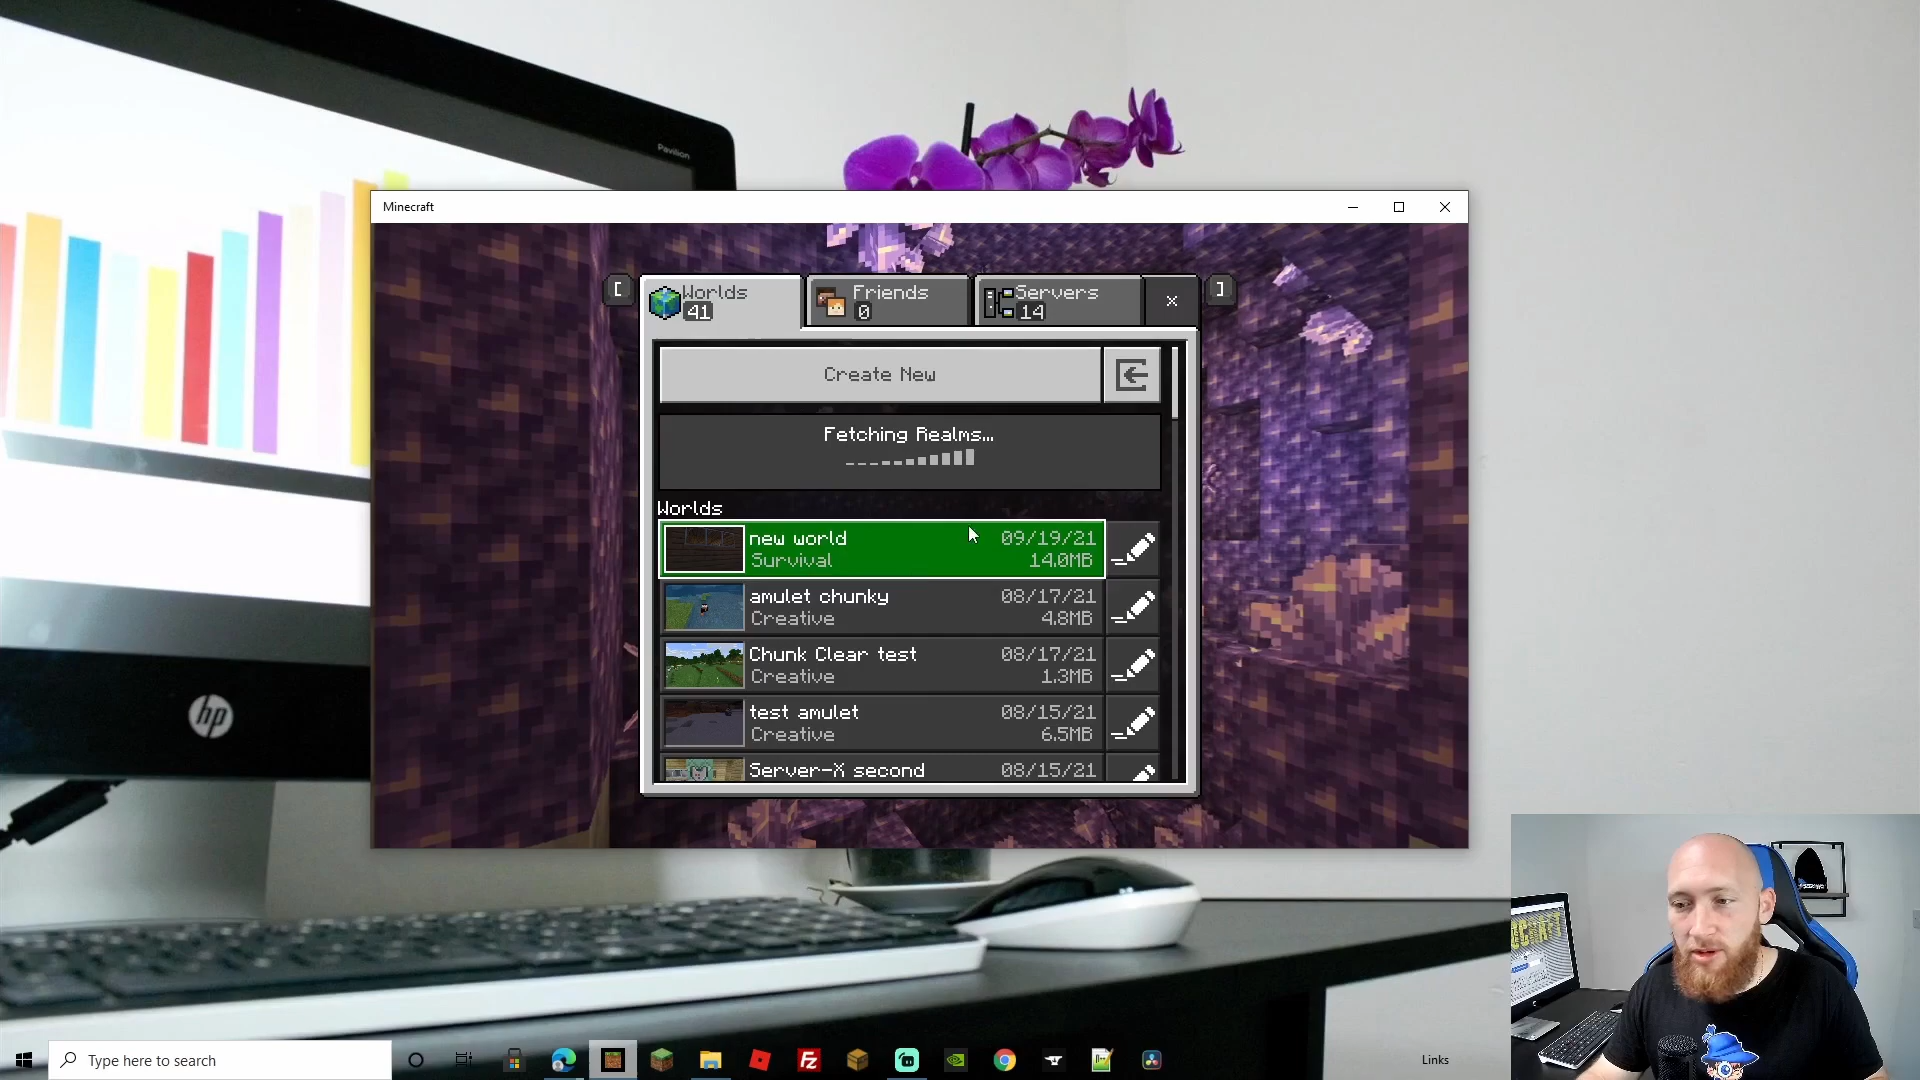 Pavilion
Minecraft
Worlds
41
Friends
0
Servers
14
Create New
Fetching Realms...
Worlds
new world
09/19/21
Survival
14.0MB
amulet chunky
08/17/21
Creative
4.8MB
Chunk Clear test
08/17/21
Creative
1.3MB
test amulet
08/15/21
Creative
6.5MB
Server-X second
08/15/21
hp
Type here to search
Fz
Links